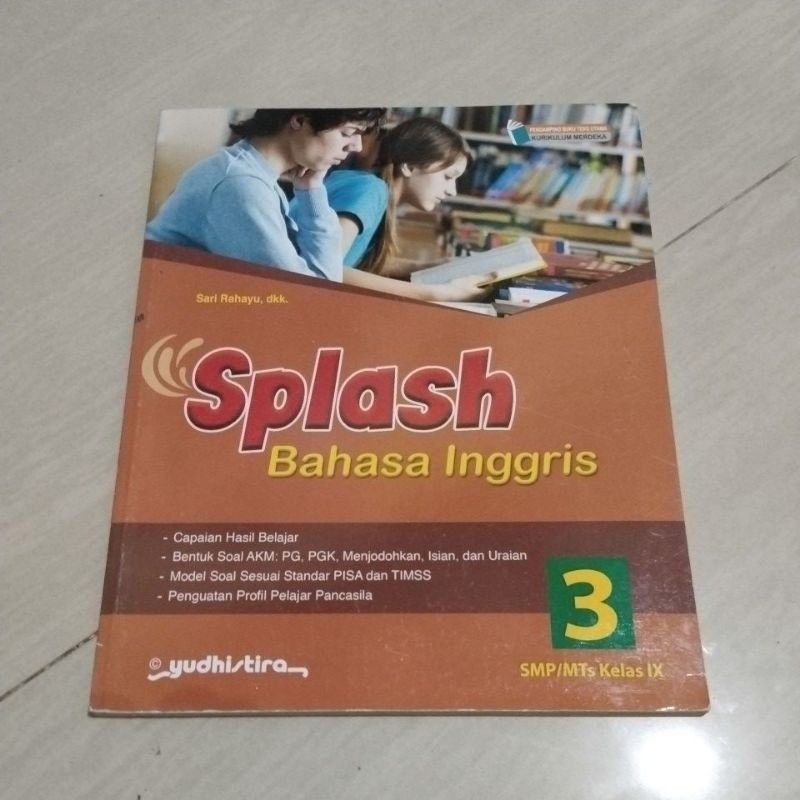 PENDAMPING BUKU TEKS UTAMA
KURIKULUM MERDEKA
Sari Rahayu, dkk.
Splash
Bahasa Inggris
- Capaian Hasil Belajar
- Bentuk Soal AKM: PG, PGK, Menjodohkan, Isian, dan Uraian
- Model Soal Sesuai Standar PISA dan TIMSS
- Penguatan Profil Pelajar Pancasila
3
© yudhistira
SMP/MTs Kelas IX